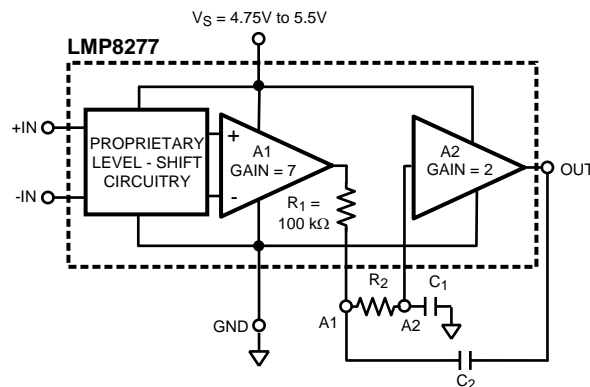 V_S = 4.75V to 5.5V
LMP8277
+IN
-IN
PROPRIETARY
LEVEL - SHIFT
CIRCUITRY
+
-
A1
GAIN = 7
R_1 =
100 kΩ
A2
GAIN = 2
OUT
R_2
C_1
A1
A2
GND
C_2